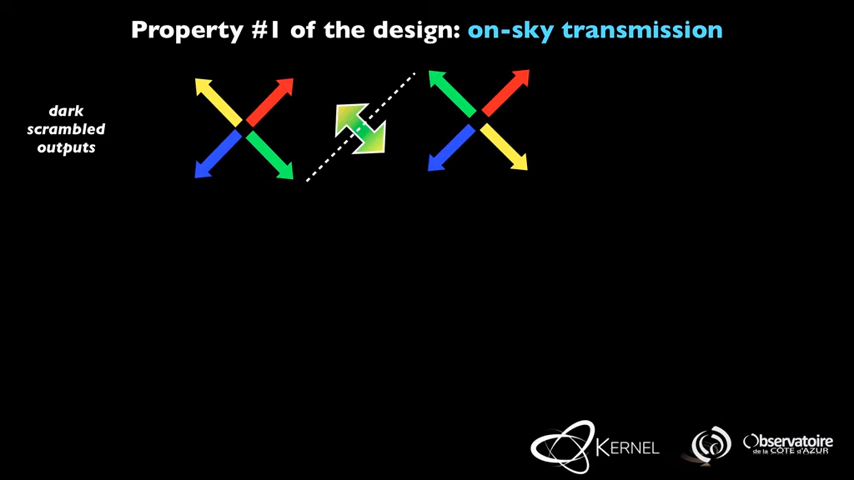 Property #1 of the design: on-sky transmission
dark
scrambled
outputs
KERNEL
Observatoire
de la CÔTE d'AZUR